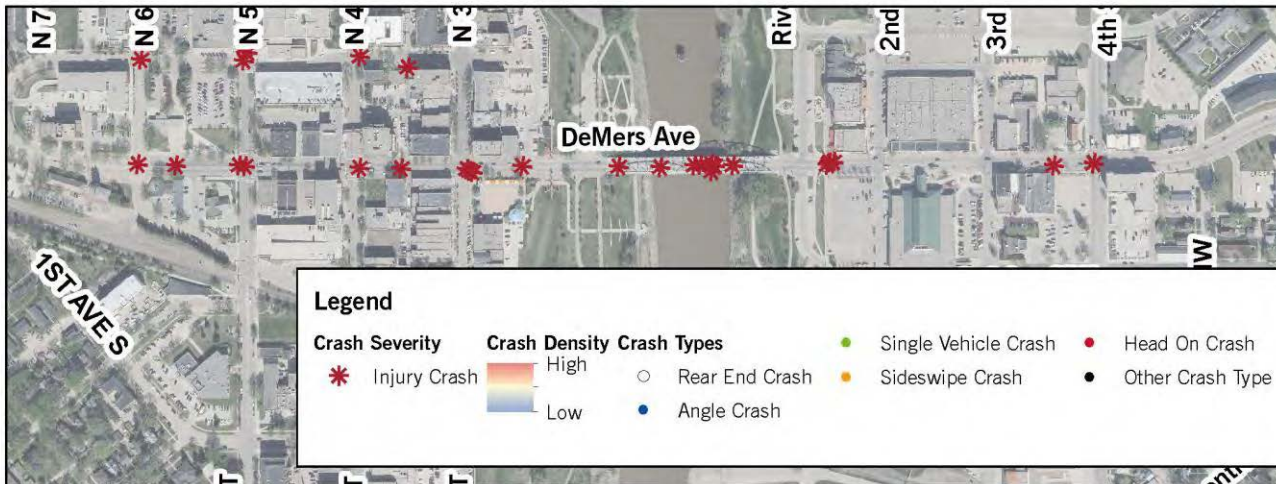 N 7
N 6
N 5
N 4
N 3
Riv
2nd
3rd
4th
DeMers Ave
1ST AVE S
Legend
Crash Severity
Injury Crash
Crash Density
High
Low
Crash Types
Rear End Crash
Angle Crash
Single Vehicle Crash
Sideswipe Crash
Head On Crash
Other Crash Type
NW
T
T
T